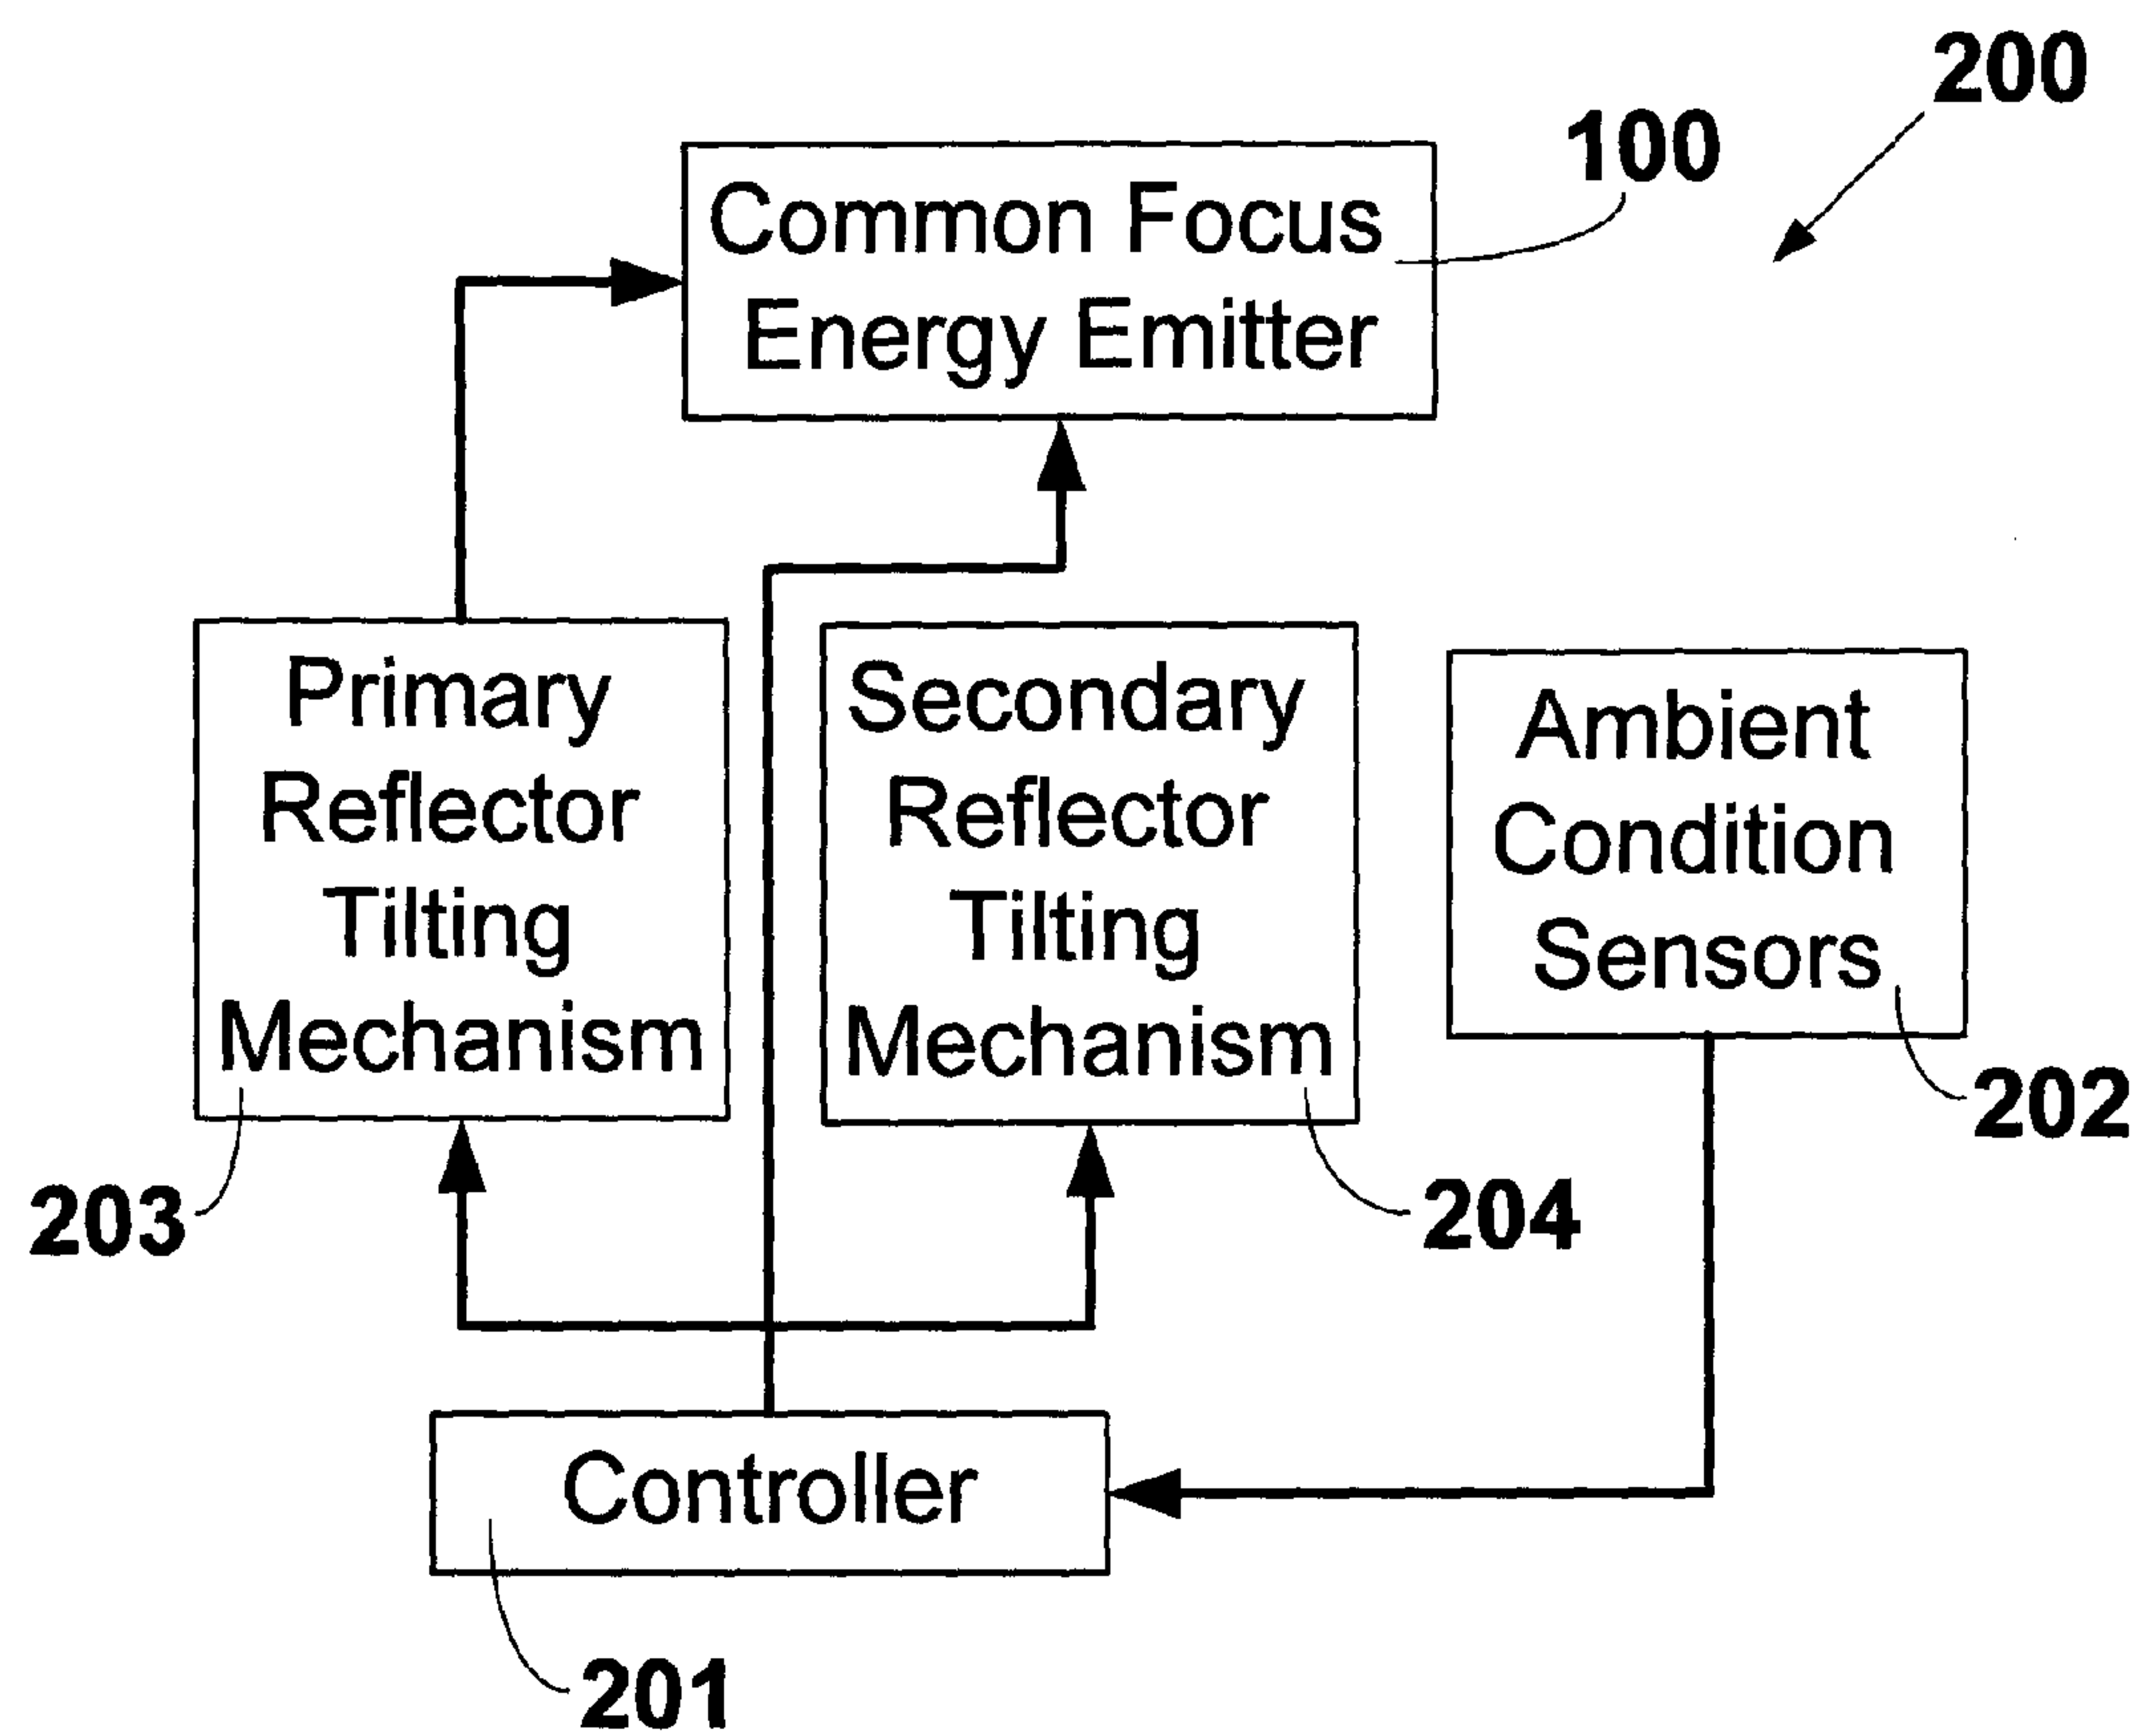 200
100
Common Focus
Energy Emitter
Primary
Reflector
Tilting
Mechanism
203
Secondary
Reflector
Tilting
Mechanism
204
Ambient
Condition
Sensors
202
Controller
201